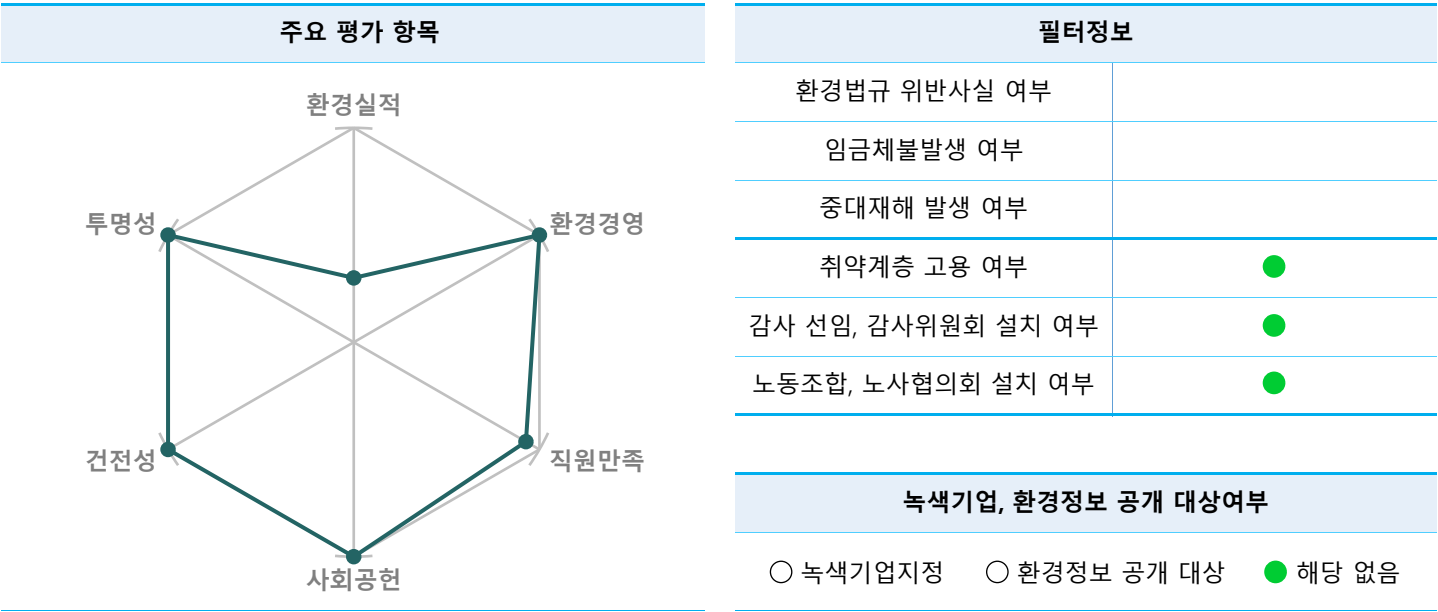 주요 평가 항목
환경실적
투명성
환경경영
건전성
직원만족
사회공헌
필터정보
환경법규 위반사실 여부
임금체불발생 여부
중대재해 발생 여부
취약계층 고용 여부
감사 선임, 감사위원회 설치 여부
노동조합, 노사협의회 설치 여부
녹색기업, 환경정보 공개 대상여부
녹색기업지정 환경정보 공개 대상 해당 없음